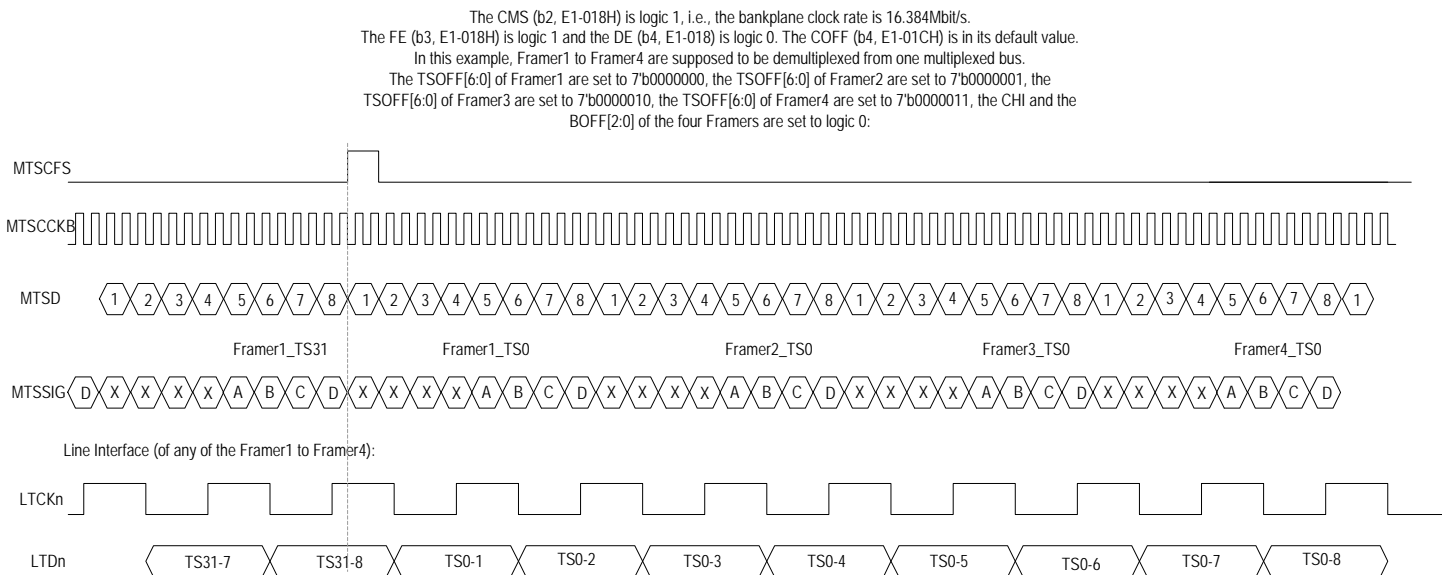 The CMS (b2, E1-018H) is logic 1, i.e., the bankplane clock rate is 16.384Mbit/s.
The FE (b3, E1-018H) is logic 1 and the DE (b4, E1-018) is logic 0. The COFF (b4, E1-01CH) is in its default value.
In this example, Framer1 to Framer4 are supposed to be demultiplexed from one multiplexed bus.
The TSOFF[6:0] of Framer1 are set to 7'b0000000, the TSOFF[6:0] of Framer2 are set to 7'b0000001, the
TSOFF[6:0] of Framer3 are set to 7'b0000010, the TSOFF[6:0] of Framer4 are set to 7'b0000011, the CHI and the
BOFF[2:0] of the four Framers are set to logic 0:
MTSCFS
MTSCCKB
MTSD 1 2 3 4 5 6 7 8 1 2 3 4 5 6 7 8 1 2 3 4 5 6 7 8 1 2 3 4 5 6 7 8 1 2 3 4 5 6 7 8 1
Framer1_TS31 Framer1_TS0 Framer2_TS0 Framer3_TS0 Framer4_TS0
MTSSIG D X X X X A B C D X X X X A B C D X X X X A B C D X X X X A B C D X X X X A B C D
Line Interface (of any of the Framer1 to Framer4):
LTCKn
LTDn TS31-7 TS31-8 TS0-1 TS0-2 TS0-3 TS0-4 TS0-5 TS0-6 TS0-7 TS0-8